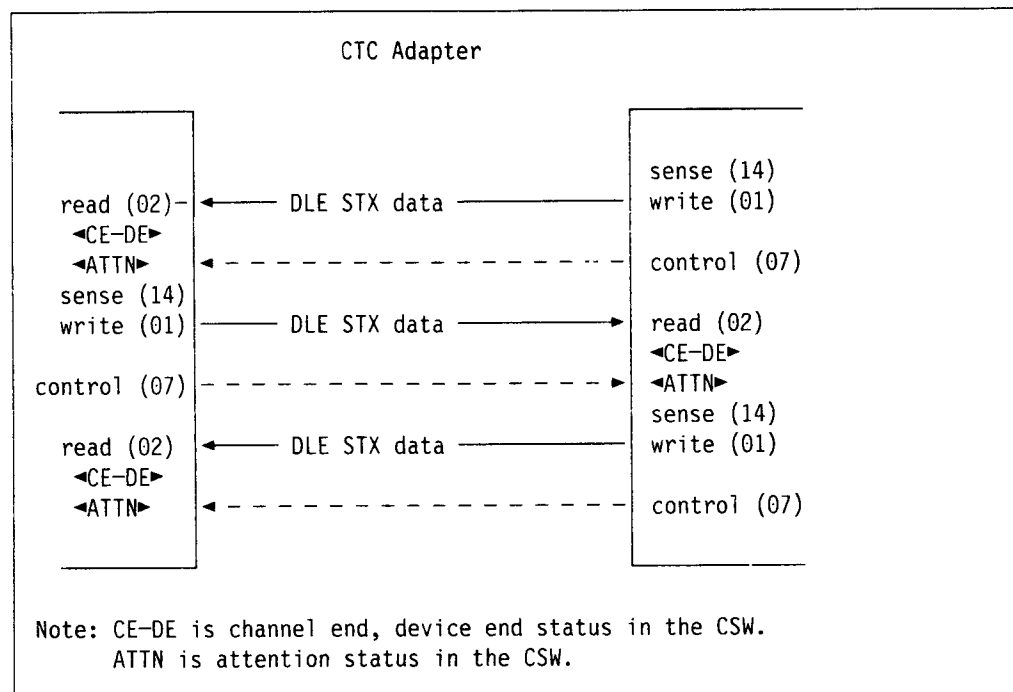 CTC Adapter
sense (14)
read (02) DLE STX data write (01)
◄CE-DE►
◄ATTN► control (07)
sense (14)
write (01) DLE STX data read (02)
◄CE-DE►
control (07) ◄ATTN►
sense (14)
read (02) DLE STX data write (01)
◄CE-DE►
◄ATTN► control (07)
Note: CE-DE is channel end, device end status in the CSW.
ATTN is attention status in the CSW.